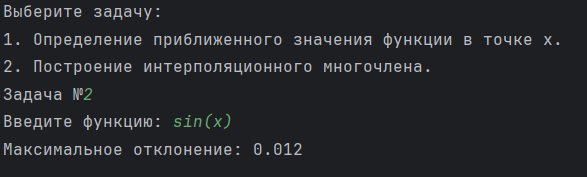 Выберите задачу:
1. Определение приближенного значения функции в точке x.
2. Построение интерполяционного многочлена.
Задача №2
Введите функцию: sin(x)
Максимальное отклонение: 0.012